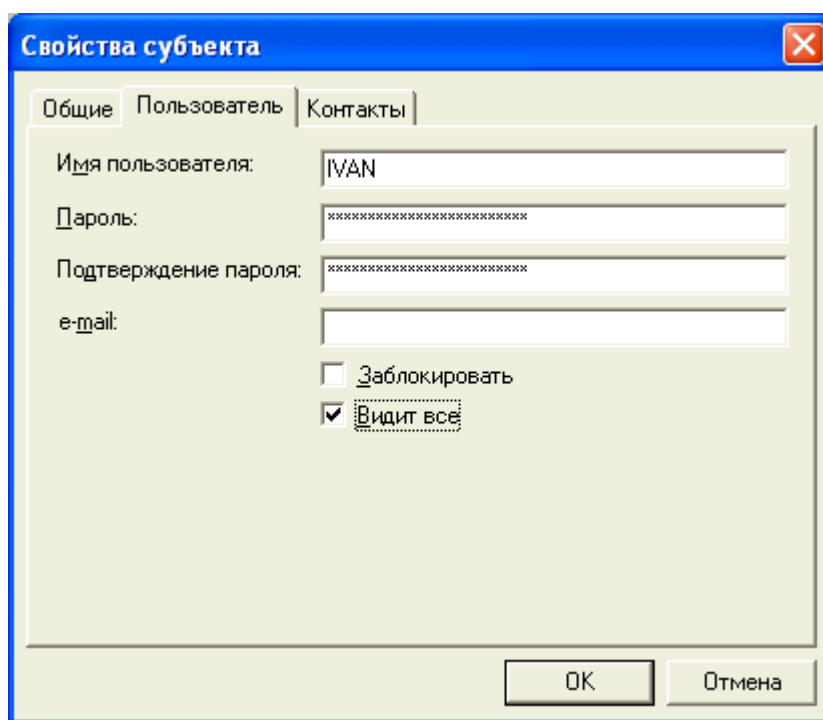 Свойства субъекта
Общие Пользователь Контакты
Имя пользователя: IVAN
Пароль: *************************
Подтверждение пароля: *************************
e-mail:
Заблокировать
Видит все
OK Отмена